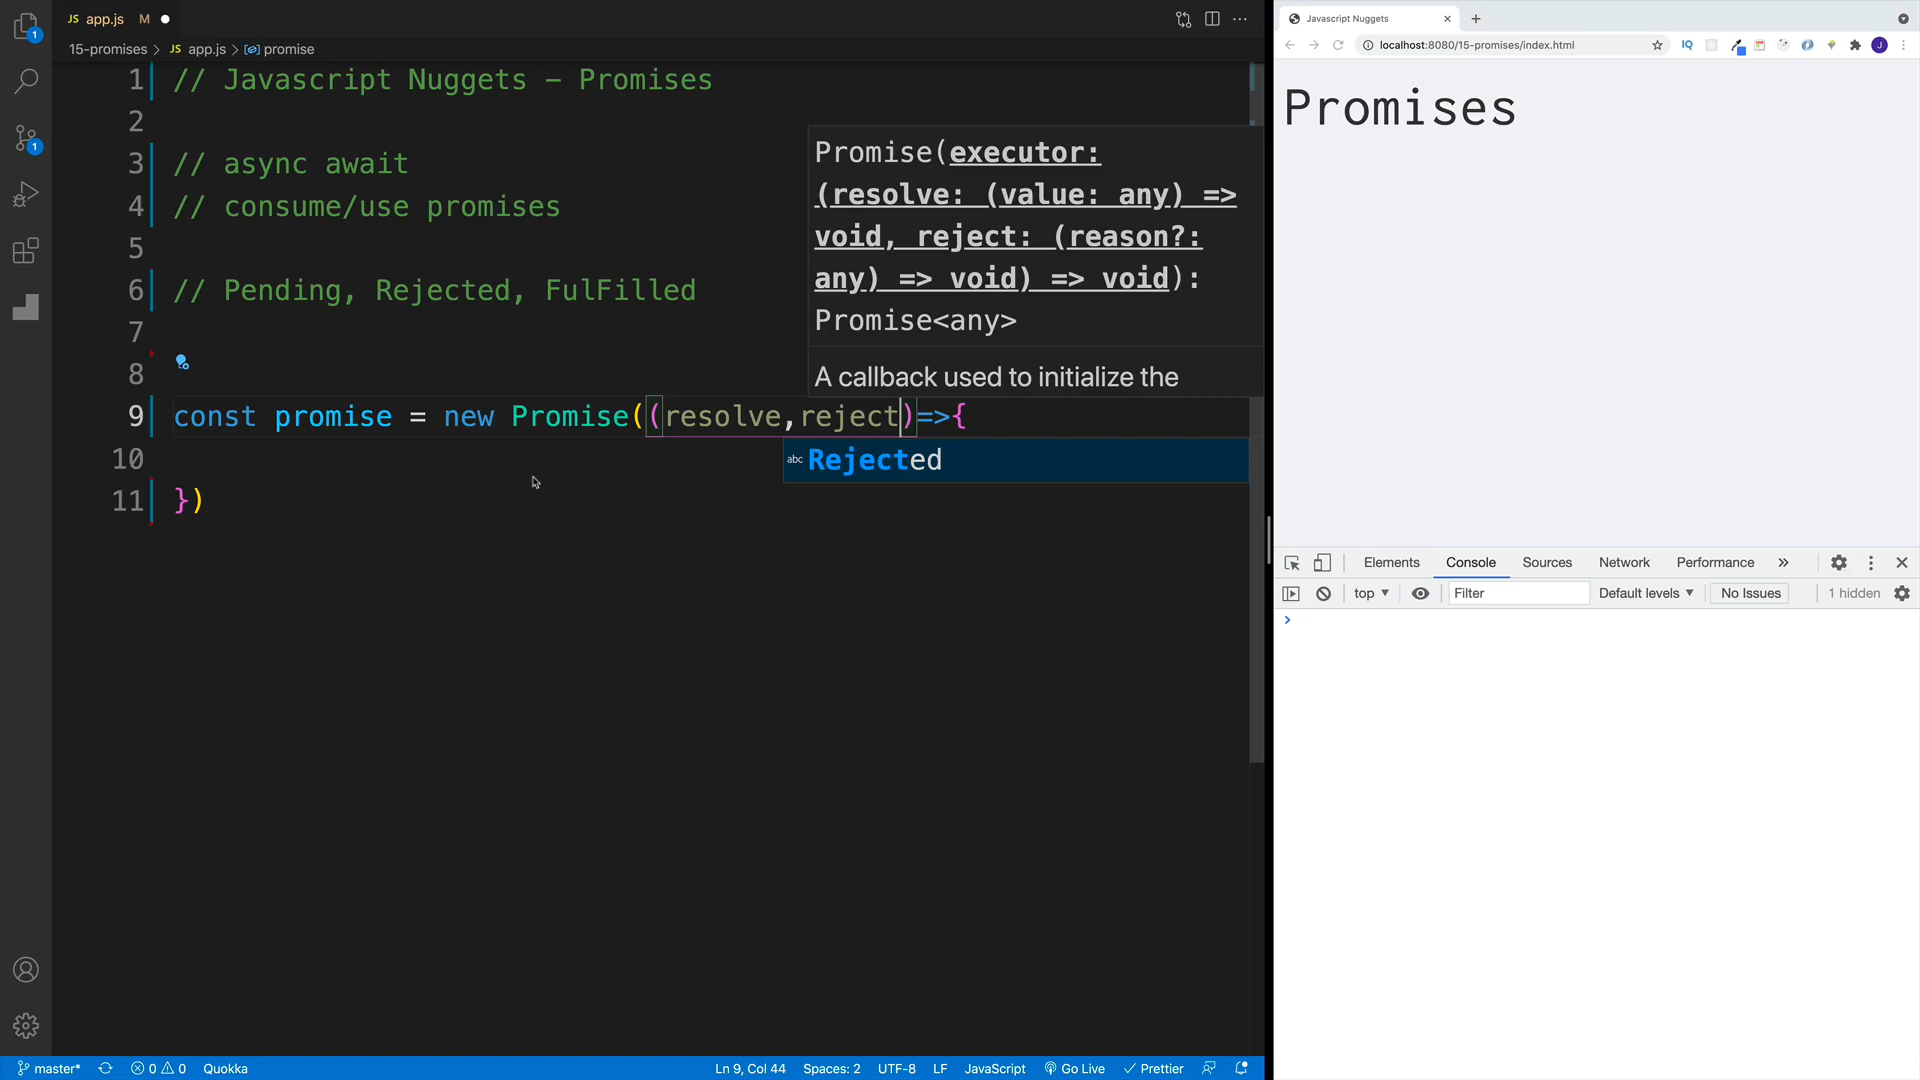 JS app.js M
15-promises > JS app.js > promise
1 // Javascript Nuggets - Promises
2
3 // async await
4 // consume/use promises
5
6 // Pending, Rejected, FulFilled
7
8
9 const promise = new Promise((resolve,reject)=>{
10
11 })
Promise(executor:
(resolve: (value: any) =>
void, reject: (reason?:
any) => void) => void):
Promise<any>
A callback used to initialize the
abc Rejected
1
1
master* 0 0 Quokka Ln 9, Col 44 Spaces: 2 UTF-8 LF JavaScript Go Live Prettier
Javascript Nuggets
localhost:8080/15-promises/index.html IQ J
Promises
Elements Console Sources Network Performance
top Filter Default levels No Issues 1 hidden